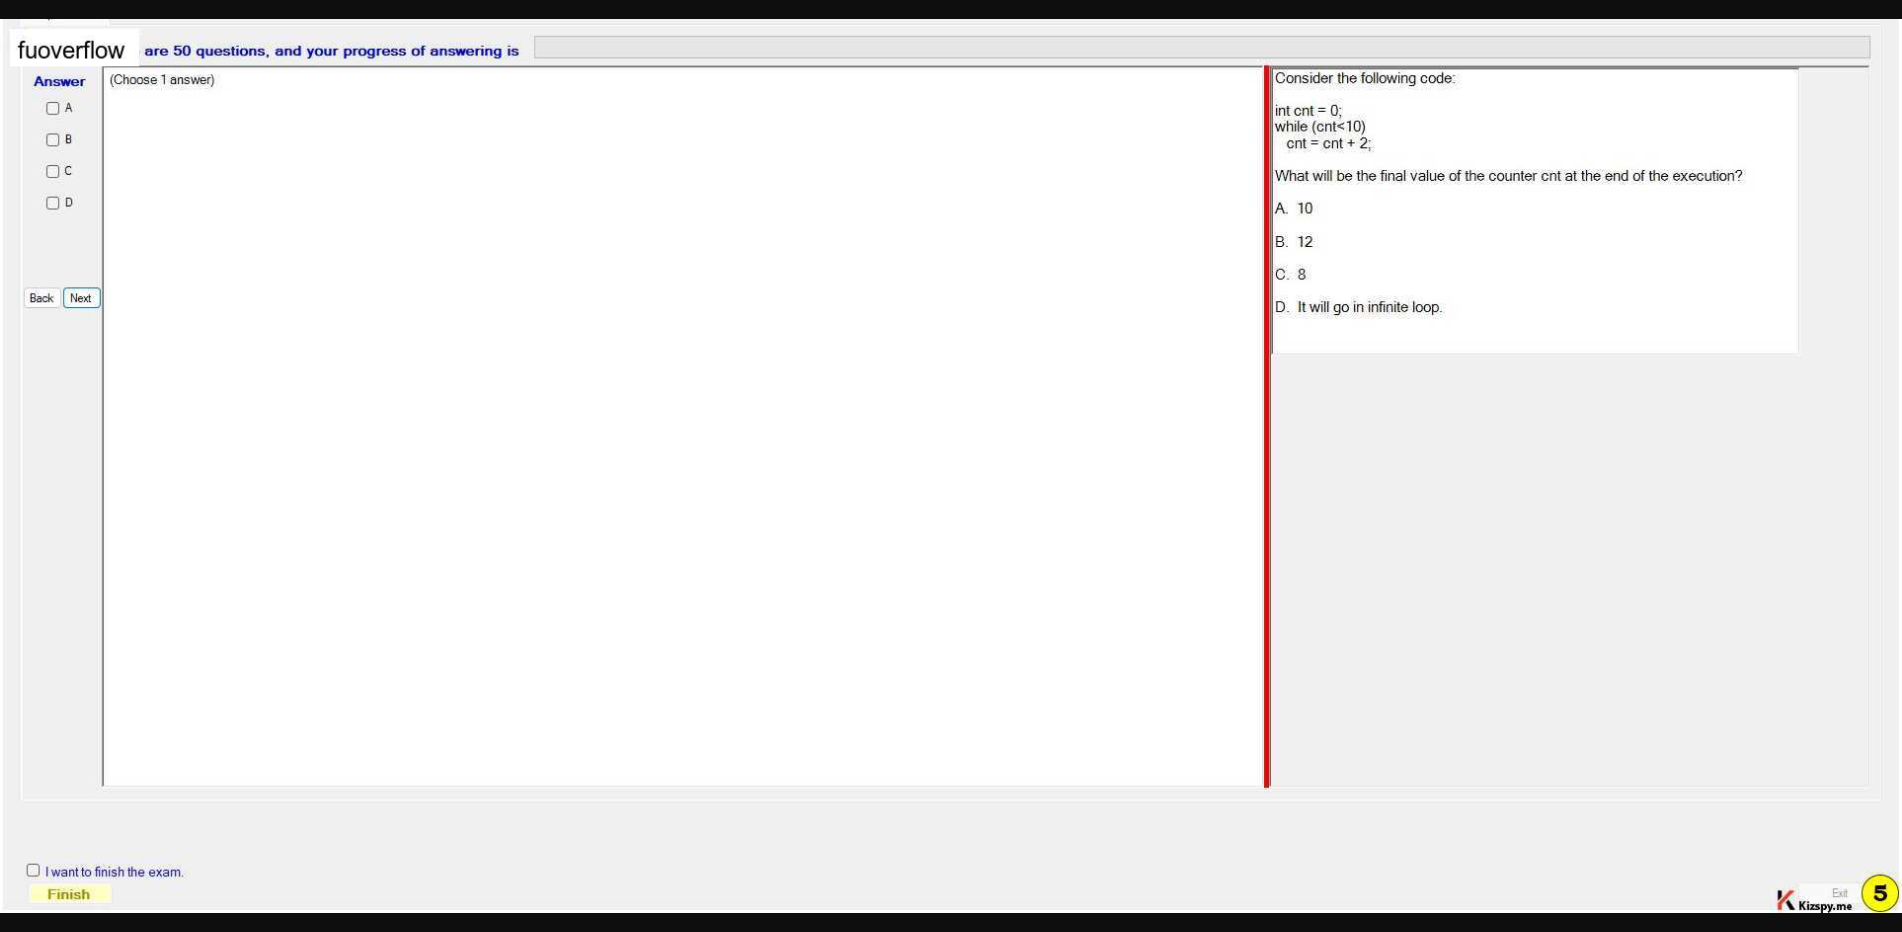 fuoverflow are 50 questions, and your progress of answering is
Answer
(Choose 1 answer)
A
B
C
D
Back Next
Consider the following code:
int cnt = 0;
while (cnt<10)
cnt = cnt + 2;
What will be the final value of the counter cnt at the end of the execution?
A. 10
B. 12
C. 8
D. It will go in infinite loop.
I want to finish the exam.
Finish
Exit
Kizspy.me
5